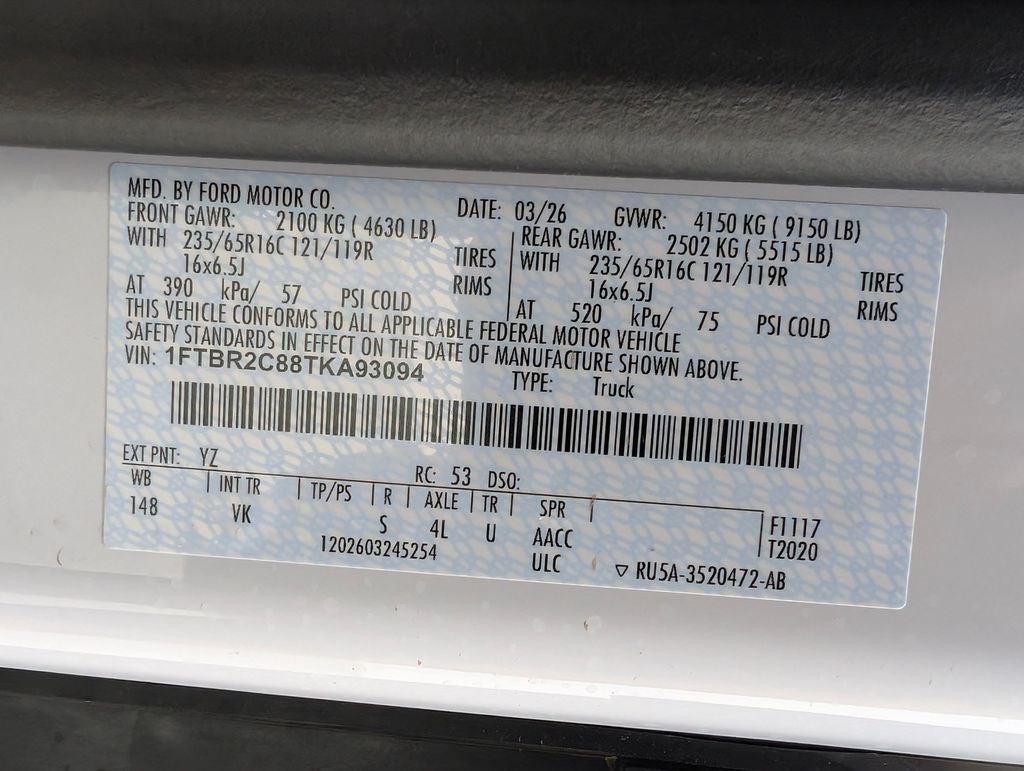 MFD. BY FORD MOTOR CO. DATE: 03/26 GVWR: 4150 KG ( 9150 LB)
FRONT GAWR: 2100 KG ( 4630 LB) REAR GAWR: 2502 KG ( 5515 LB)
WITH 235/65R16C 121/119R TIRES WITH 235/65R16C 121/119R TIRES
16x6.5J RIMS 16x6.5J RIMS
AT 390 kPa/ 57 PSI COLD AT 520 kPa/ 75 PSI COLD
THIS VEHICLE CONFORMS TO ALL APPLICABLE FEDERAL MOTOR VEHICLE
SAFETY STANDARDS IN EFFECT ON THE DATE OF MANUFACTURE SHOWN ABOVE.
VIN: 1FTBR2C88TKA93094 TYPE: Truck
EXT PNT: YZ RC: 53 DSO:
WB INT TR TP/PS R AXLE TR SPR F1117
148 VK S 4L U AACC T2020
1202603245254 ULC ▽ RU5A-3520472-AB